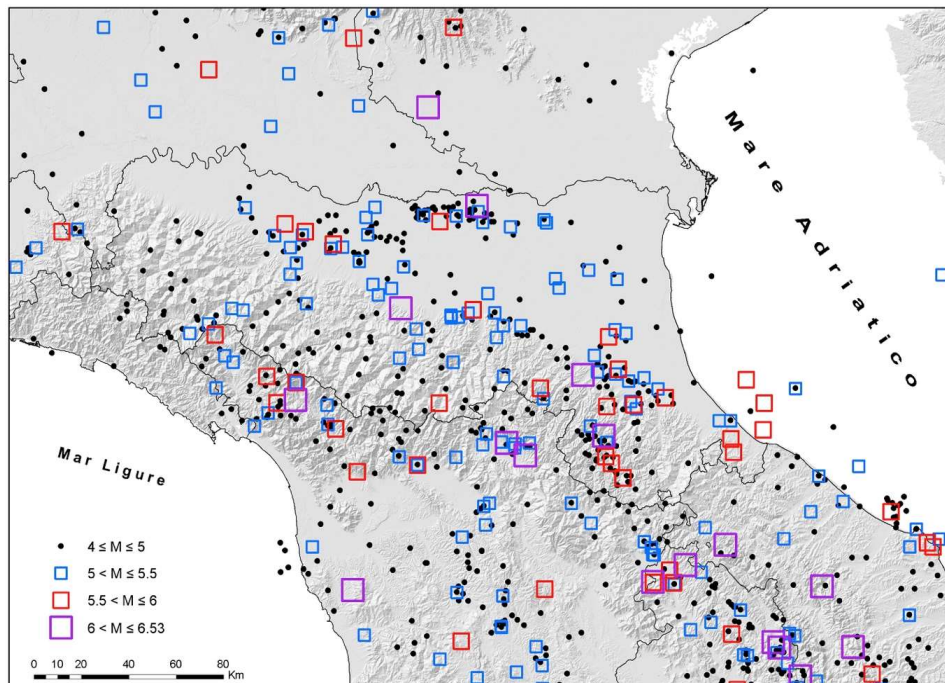 Mare Adriatico
Mar Ligure
4 ≤ M ≤ 5
5 < M ≤ 5.5
5.5 < M ≤ 6
6 < M ≤ 6.53
0 10 20 40 60 80
Km